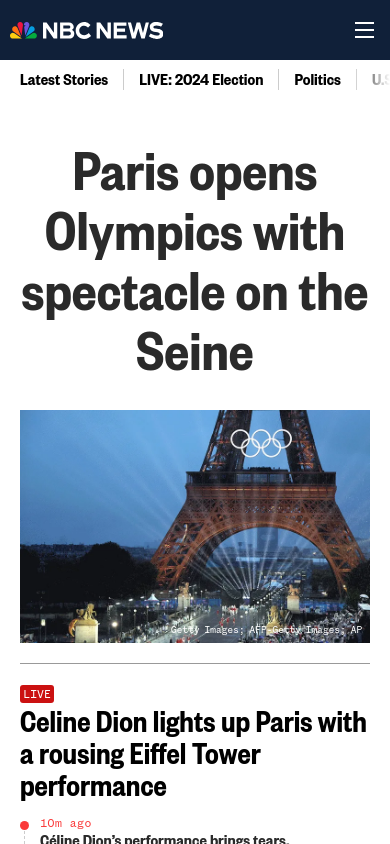 NBC NEWS
Latest Stories
LIVE: 2024 Election
Politics
Paris opens
Olympics with
spectacle on the
Seine
Getty Images; AFP-Getty Images; AP
LIVE
Celine Dion lights up Paris with
a rousing Eiffel Tower
performance
10m ago
Céline Dion’s performance brings tears,